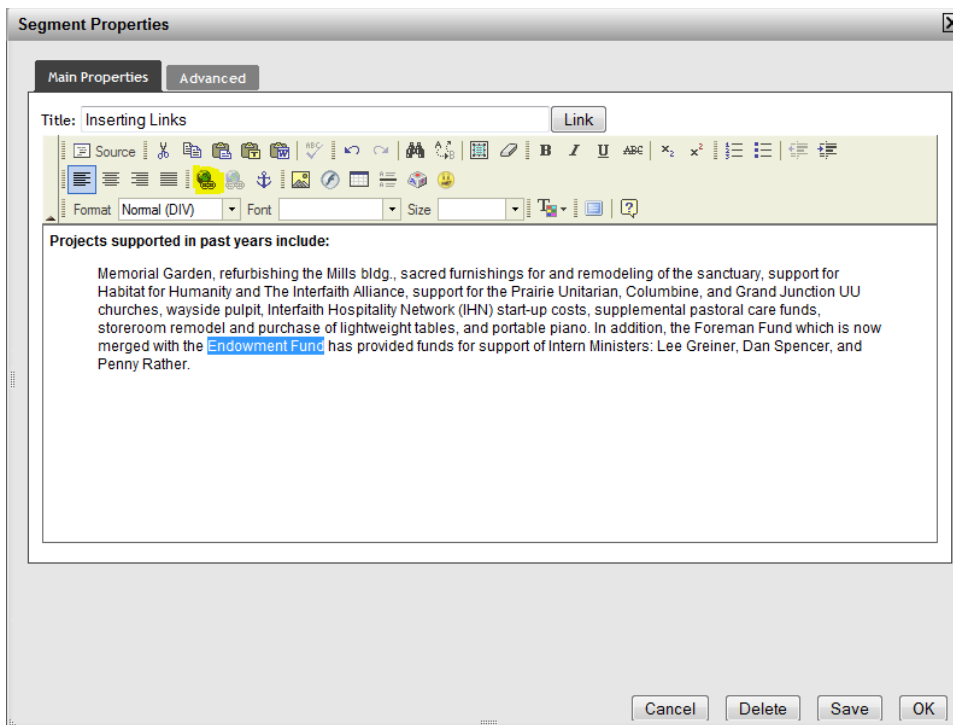 Segment Properties
Main Properties Advanced
Title: Inserting Links Link
Source ABC B I U ABC x₂ x²
Format Normal (DIV) Font Size
Projects supported in past years include:
Memorial Garden, refurbishing the Mills bldg., sacred furnishings for and remodeling of the sanctuary, support for
Habitat for Humanity and The Interfaith Alliance, support for the Prairie Unitarian, Columbine, and Grand Junction UU
churches, wayside pulpit, Interfaith Hospitality Network (IHN) start-up costs, supplemental pastoral care funds,
storeroom remodel and purchase of lightweight tables, and portable piano. In addition, the Foreman Fund which is now
merged with the Endowment Fund has provided funds for support of Intern Ministers: Lee Greiner, Dan Spencer, and
Penny Rather.
Cancel Delete Save OK